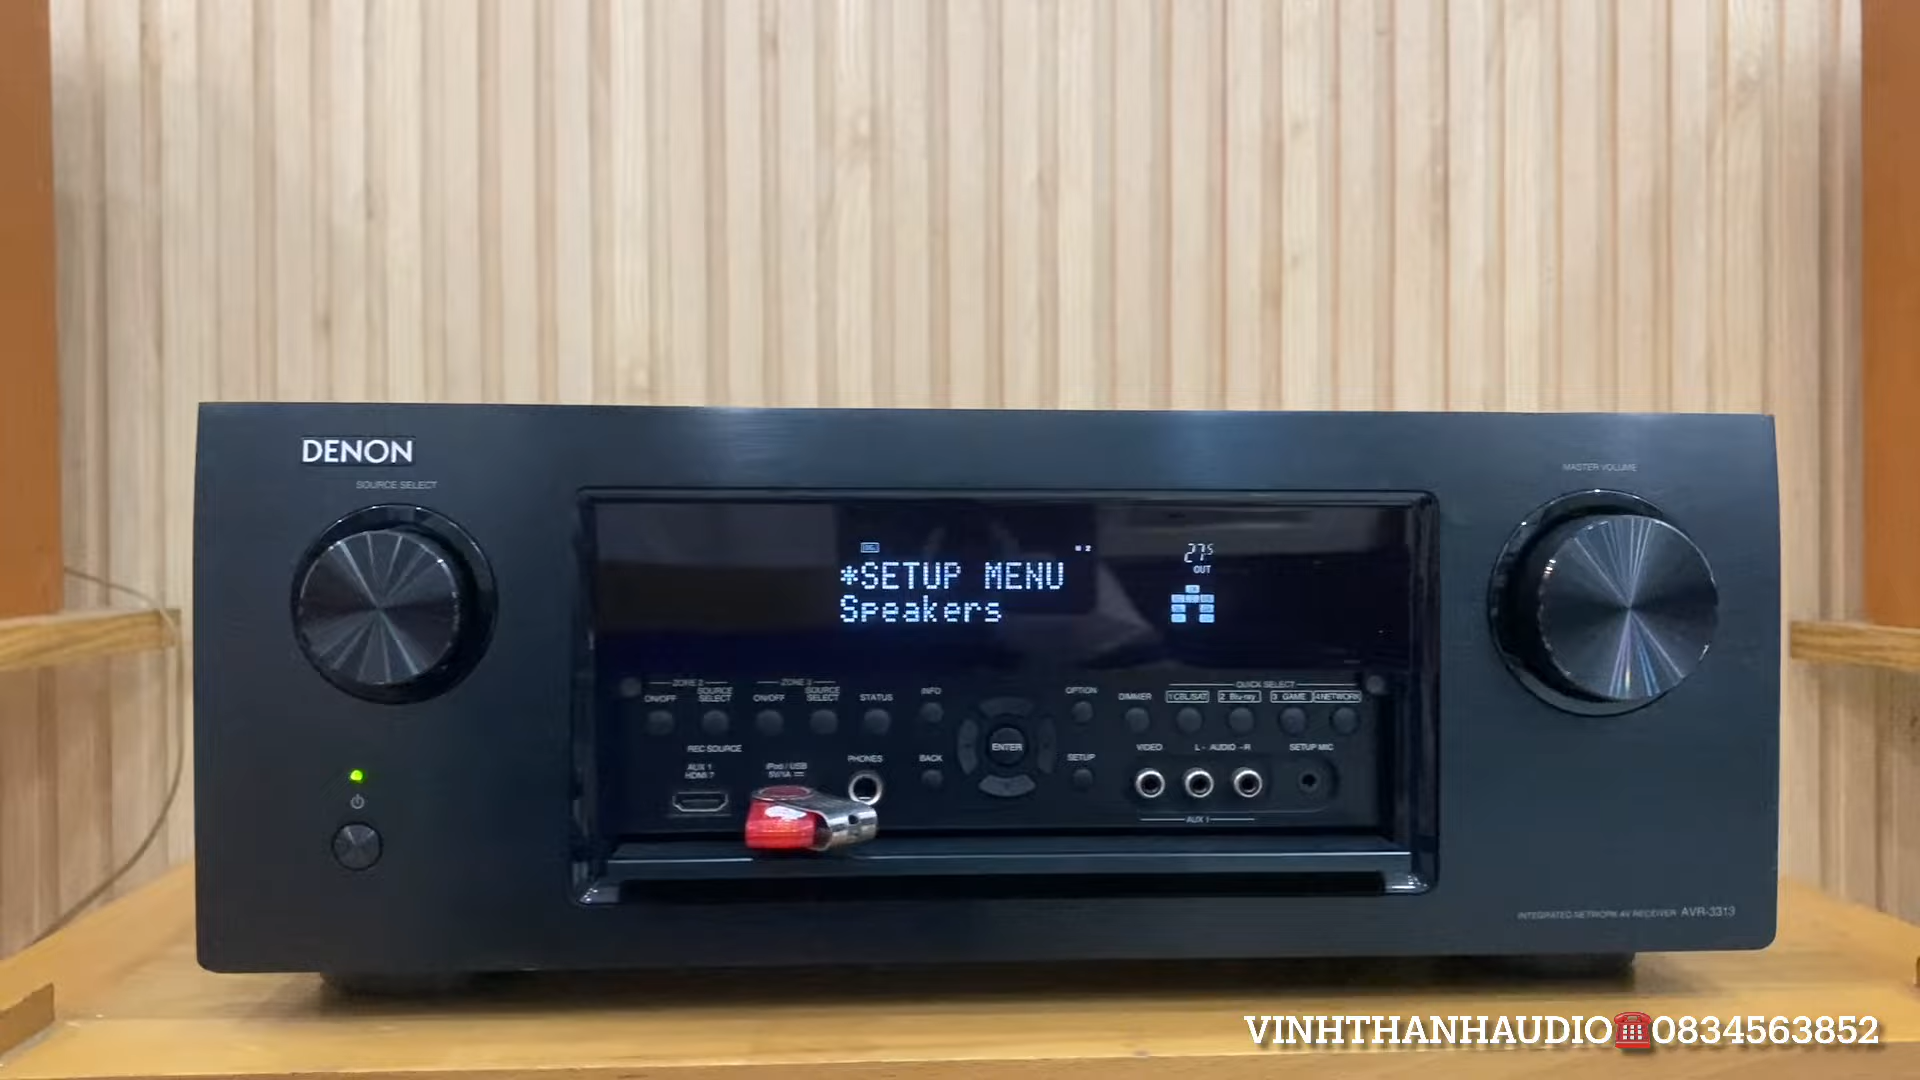 DENON
SOURCE SELECT
MASTER VOLUME
27.5
OUT
*SETUP MENU
Speakers
ZONE 2
ON/OFF
SOURCE SELECT
ZONE 3
ON/OFF
SOURCE SELECT
STATUS
INFO
OPTION
DIMMER
QUICK SELECT
1 CBL/SAT
2 Blu-ray
3 GAME
4 NETWORK
REC SOURCE
AUX 1
HDMI 7
iPod / USB
5V/1A
PHONES
BACK
ENTER
SETUP
VIDEO
L - AUDIO - R
SETUP MIC
AUX 1
INTEGRATED NETWORK AV RECEIVER AVR-3313
VINHTHANHAUDIO☎️0834563852